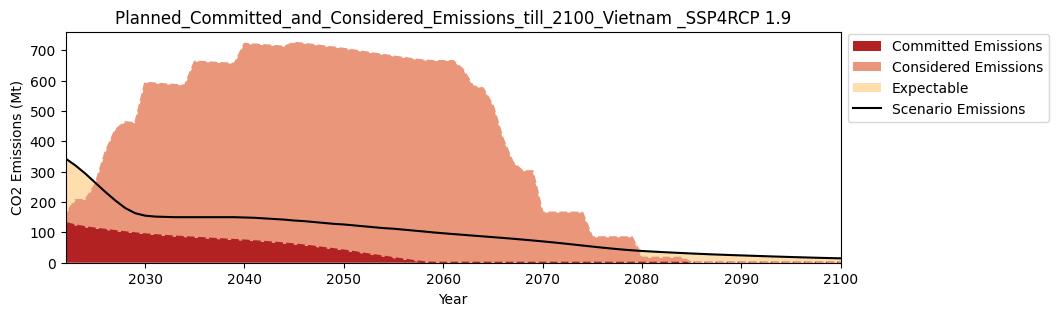 Planned_Committed_and_Considered_Emissions_till_2100_Vietnam _SSP4RCP 1.9
CO2 Emissions (Mt)
700
600
500
400
300
200
100
0
2030
2040
2050
2060
2070
2080
2090
2100
Year
Committed Emissions
Considered Emissions
Expectable
Scenario Emissions